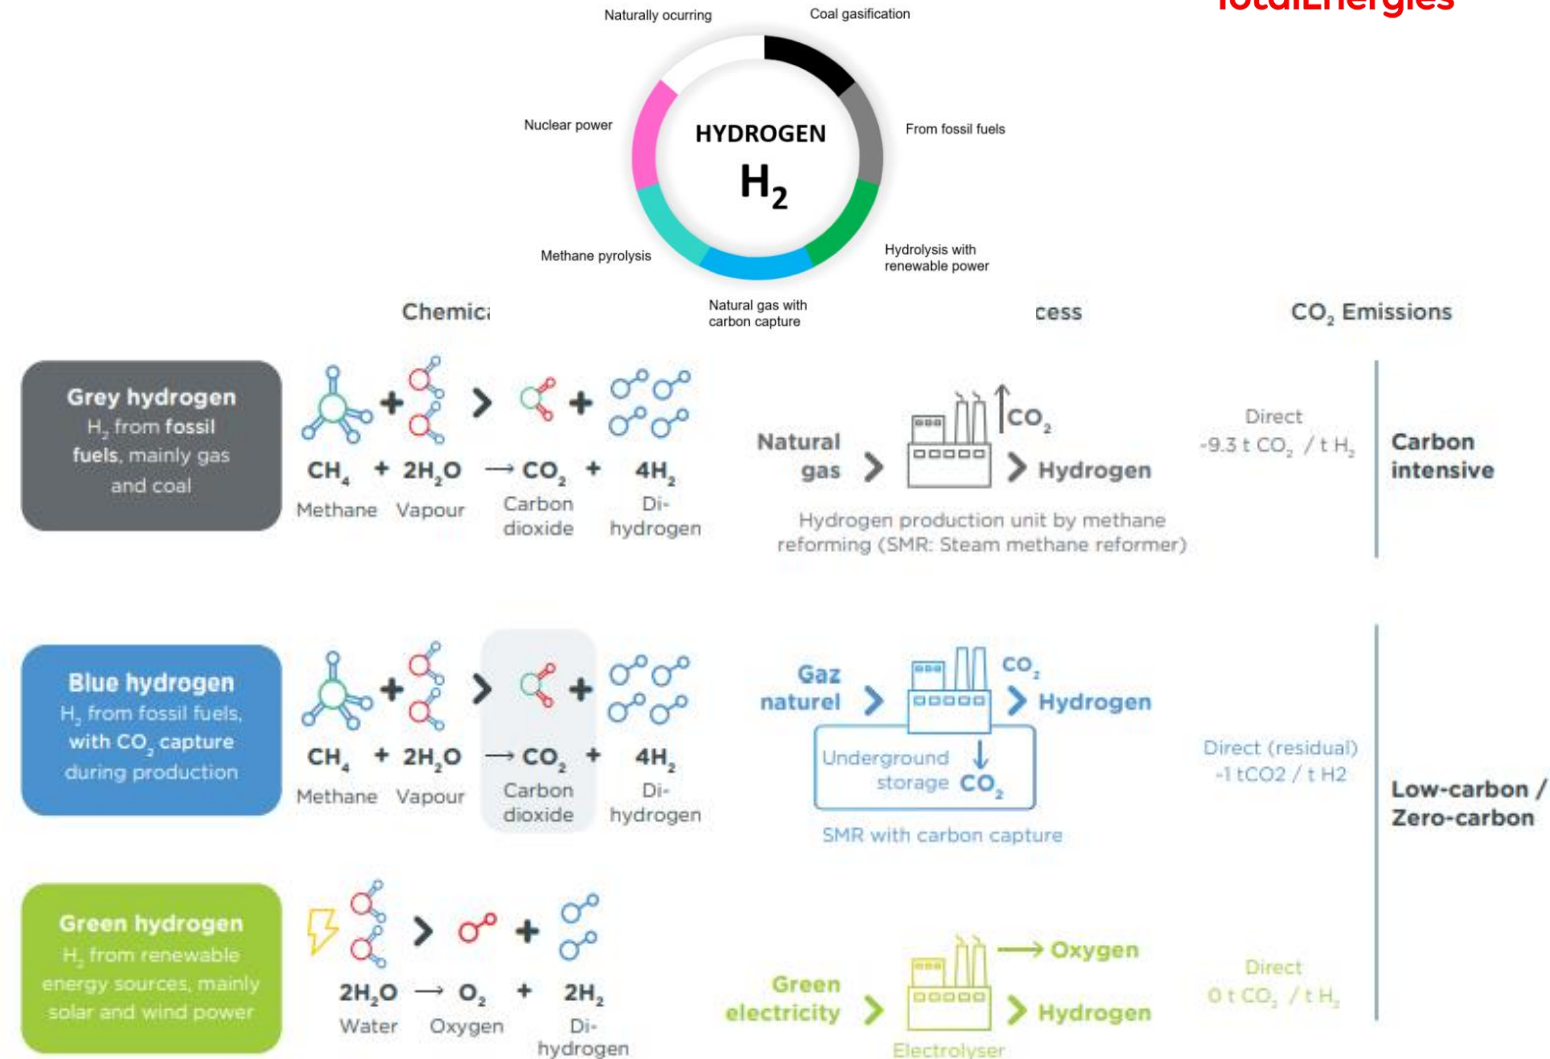 TotalEnergies
Naturally ocurring
Coal gasification
Nuclear power
HYDROGEN
H₂
From fossil fuels
Methane pyrolysis
Hydrolysis with
renewable power
Natural gas with
carbon capture
Chemica
cess
CO₂ Emissions
Grey hydrogen
H₂ from fossil
fuels, mainly gas
and coal
CH₄ + 2H₂O → CO₂ + 4H₂
Methane Vapour Carbon
dioxide
Di-
hydrogen
Natural
gas
CO₂
Hydrogen
Hydrogen production unit by methane
reforming (SMR: Steam methane reformer)
Direct
~9.3 t CO₂ / t H₂
Carbon
intensive
Blue hydrogen
H₂ from fossil fuels,
with CO₂ capture
during production
CH₄ + 2H₂O → CO₂ + 4H₂
Methane Vapour Carbon
dioxide
Di-
hydrogen
Gaz
naturel
CO₂
Hydrogen
Underground
storage CO₂
SMR with carbon capture
Direct (residual)
~1 tCO2 / t H2
Low-carbon /
Zero-carbon
Green hydrogen
H₂ from renewable
energy sources, mainly
solar and wind power
2H₂O → O₂ + 2H₂
Water Oxygen Di-
hydrogen
Green
electricity
Oxygen
Hydrogen
Electrolyser
Direct
0 t CO₂ / t H₂